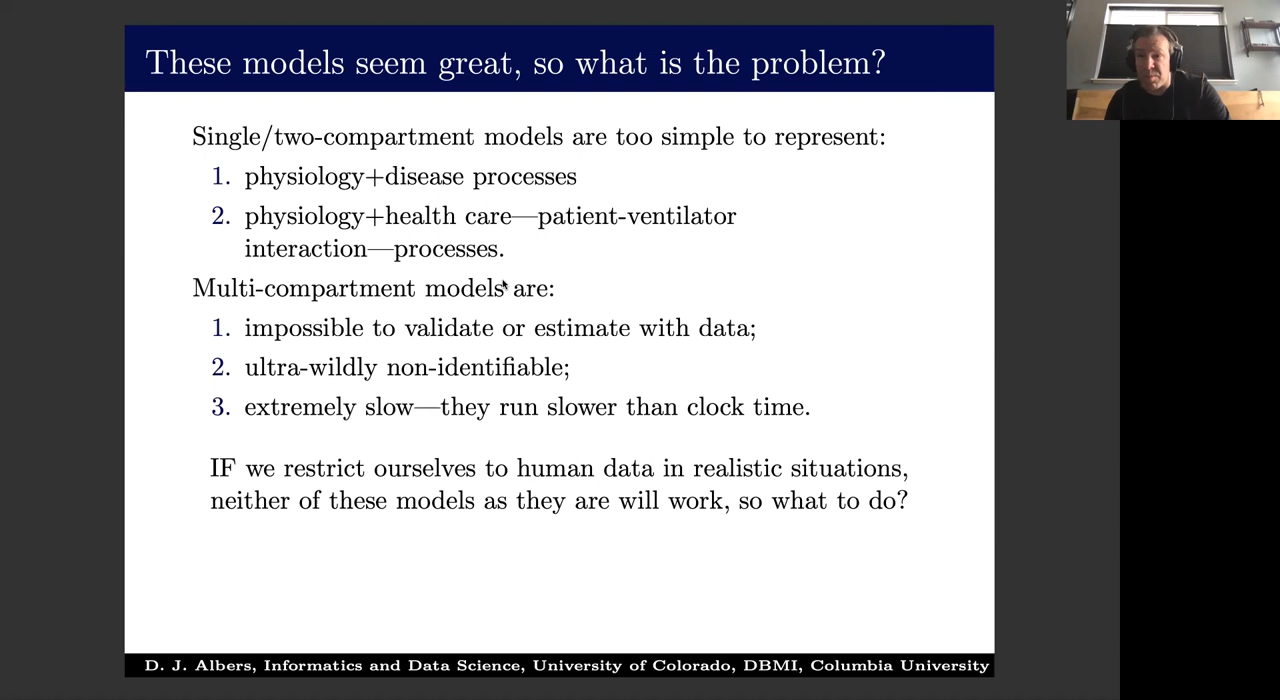 These models seem great, so what is the problem?
Single/two-compartment models are too simple to represent:
1. physiology+disease processes
2. physiology+health care—patient-ventilator
interaction—processes.
Multi-compartment models are:
1. impossible to validate or estimate with data;
2. ultra-wildly non-identifiable;
3. extremely slow—they run slower than clock time.
IF we restrict ourselves to human data in realistic situations,
neither of these models as they are will work, so what to do?
D. J. Albers, Informatics and Data Science, University of Colorado, DBMI, Columbia University